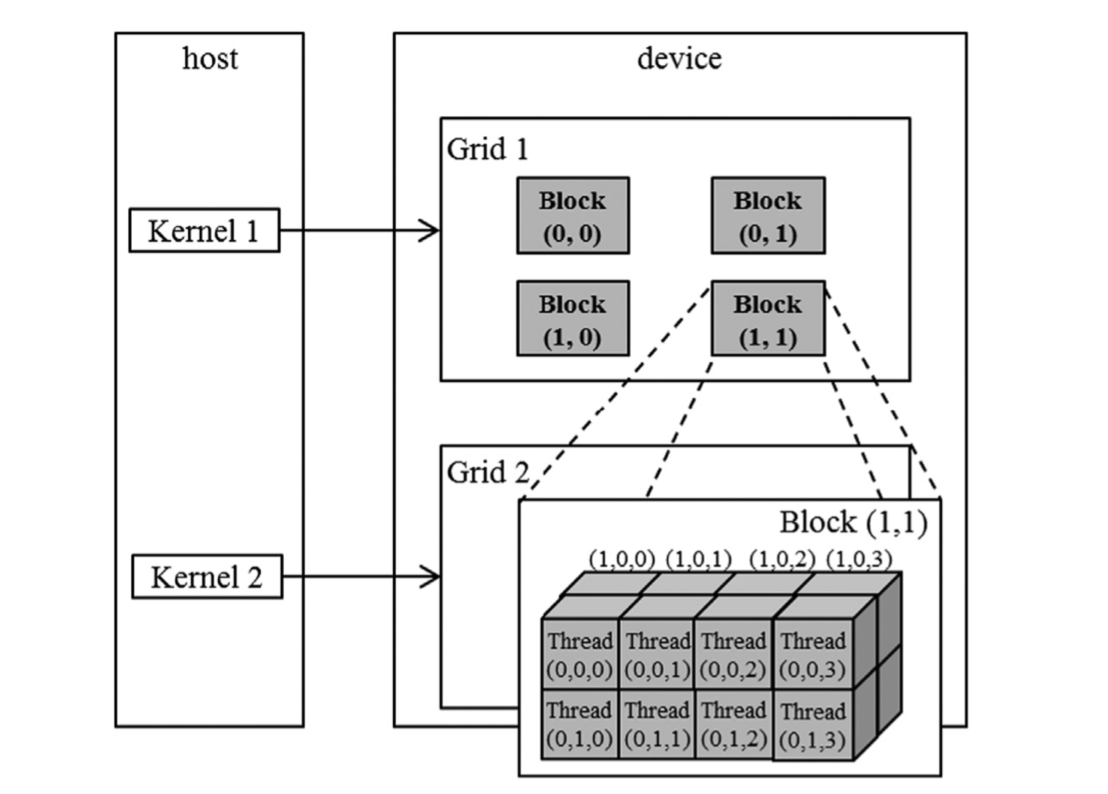 host
device
Grid 1
Kernel 1
Block
(0, 0)
Block
(0, 1)
Block
(1, 0)
Block
(1, 1)
Grid 2
Kernel 2
Block (1,1)
(1,0,0) (1,0,1) (1,0,2) (1,0,3)
Thread
(0,0,0)
Thread
(0,0,1)
Thread
(0,0,2)
Thread
(0,0,3)
Thread
(0,1,0)
Thread
(0,1,1)
Thread
(0,1,2)
Thread
(0,1,3)